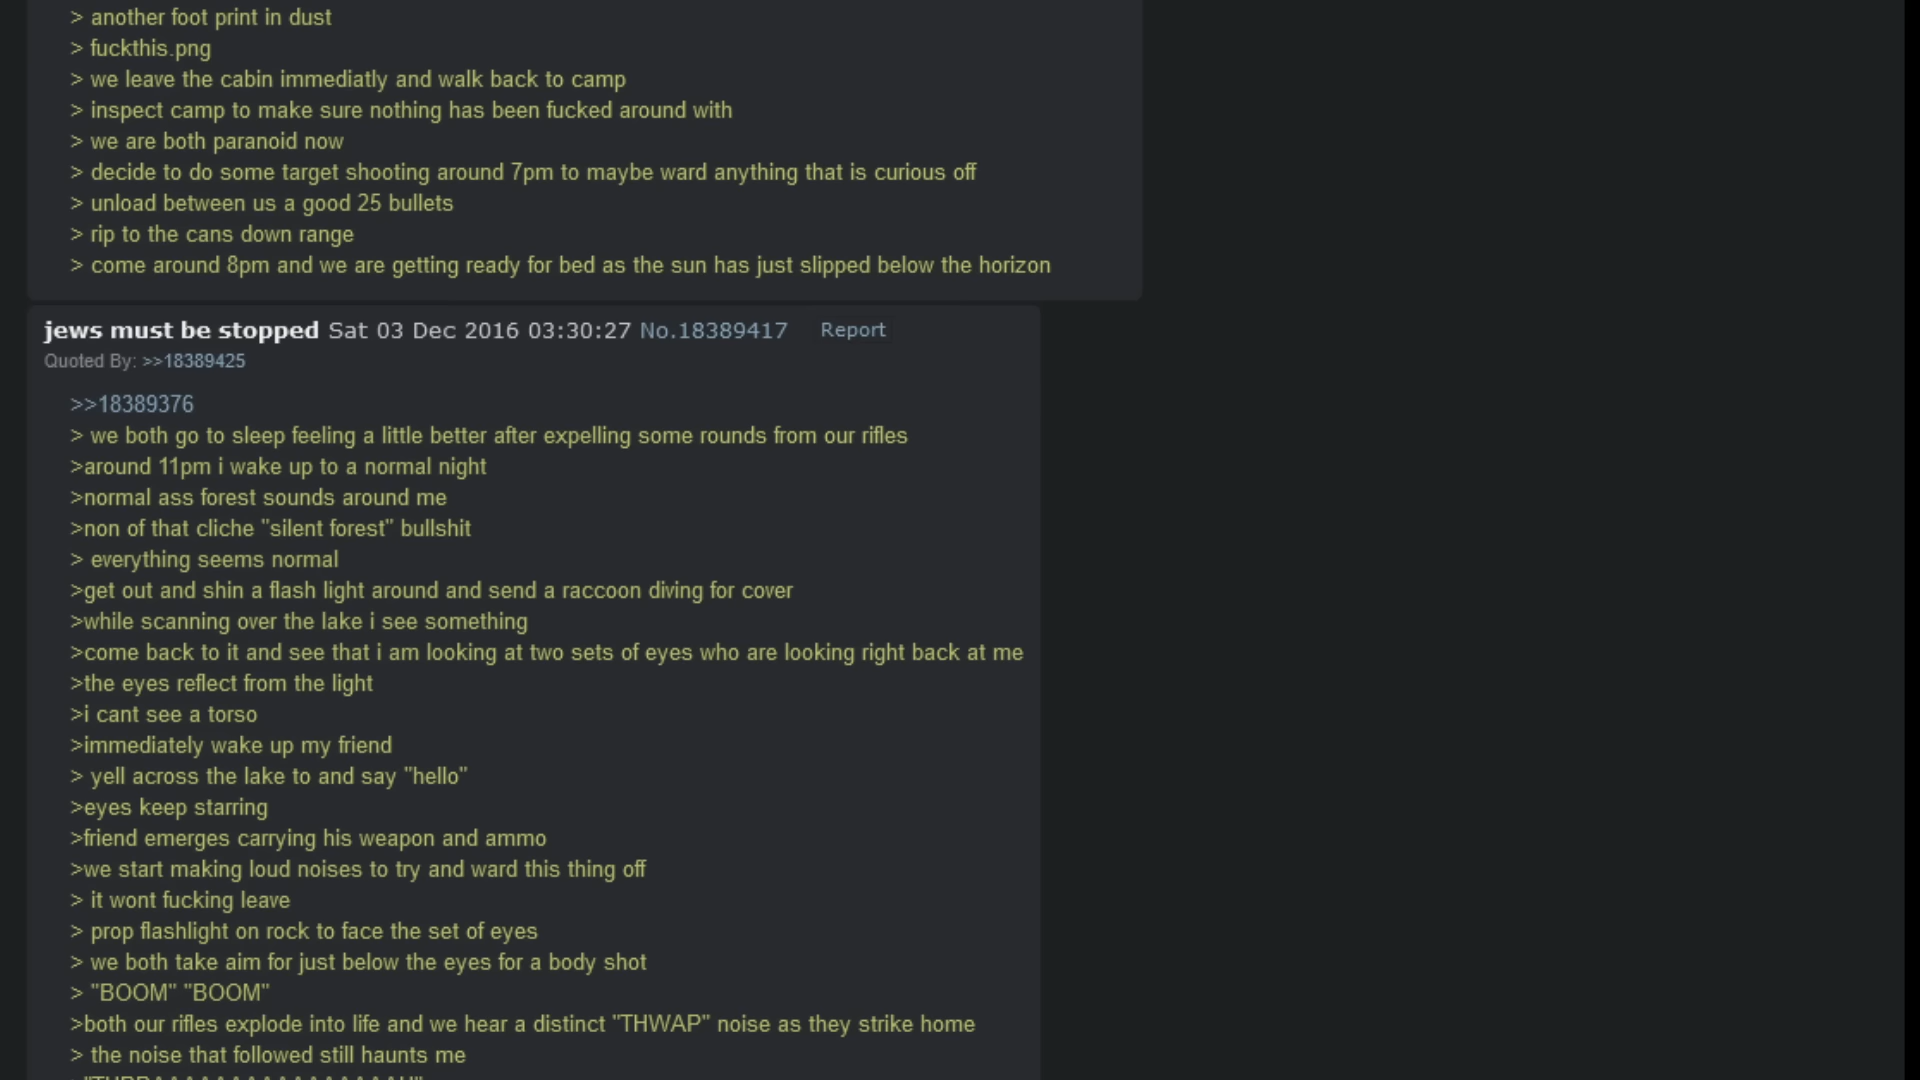 > another foot print in dust
> fuckthis.png
> we leave the cabin immediatly and walk back to camp
> inspect camp to make sure nothing has been fucked around with
> we are both paranoid now
> decide to do some target shooting around 7pm to maybe ward anything that is curious off
> unload between us a good 25 bullets
> rip to the cans down range
> come around 8pm and we are getting ready for bed as the sun has just slipped below the horizon
jews must be stopped Sat 03 Dec 2016 03:30:27 No.18389417 Report
Quoted By: >>18389425
>>18389376
> we both go to sleep feeling a little better after expelling some rounds from our rifles
>around 11pm i wake up to a normal night
>normal ass forest sounds around me
>non of that cliche "silent forest" bullshit
> everything seems normal
>get out and shin a flash light around and send a raccoon diving for cover
>while scanning over the lake i see something
>come back to it and see that i am looking at two sets of eyes who are looking right back at me
>the eyes reflect from the light
>i cant see a torso
>immediately wake up my friend
> yell across the lake to and say "hello"
>eyes keep starring
>friend emerges carrying his weapon and ammo
>we start making loud noises to try and ward this thing off
> it wont fucking leave
> prop flashlight on rock to face the set of eyes
> we both take aim for just below the eyes for a body shot
> "BOOM" "BOOM"
>both our rifles explode into life and we hear a distinct "THWAP" noise as they strike home
> the noise that followed still haunts me